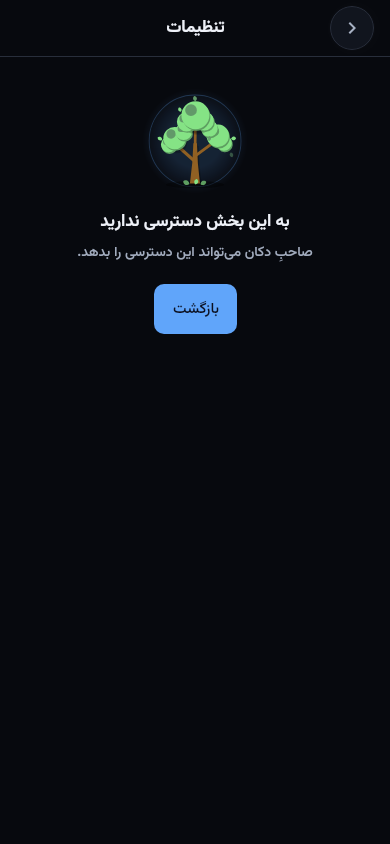 تنظیمات
به این بخش دسترسی ندارید
صاحبِ دکان می‌تواند این دسترسی را بدهد.
بازگشت